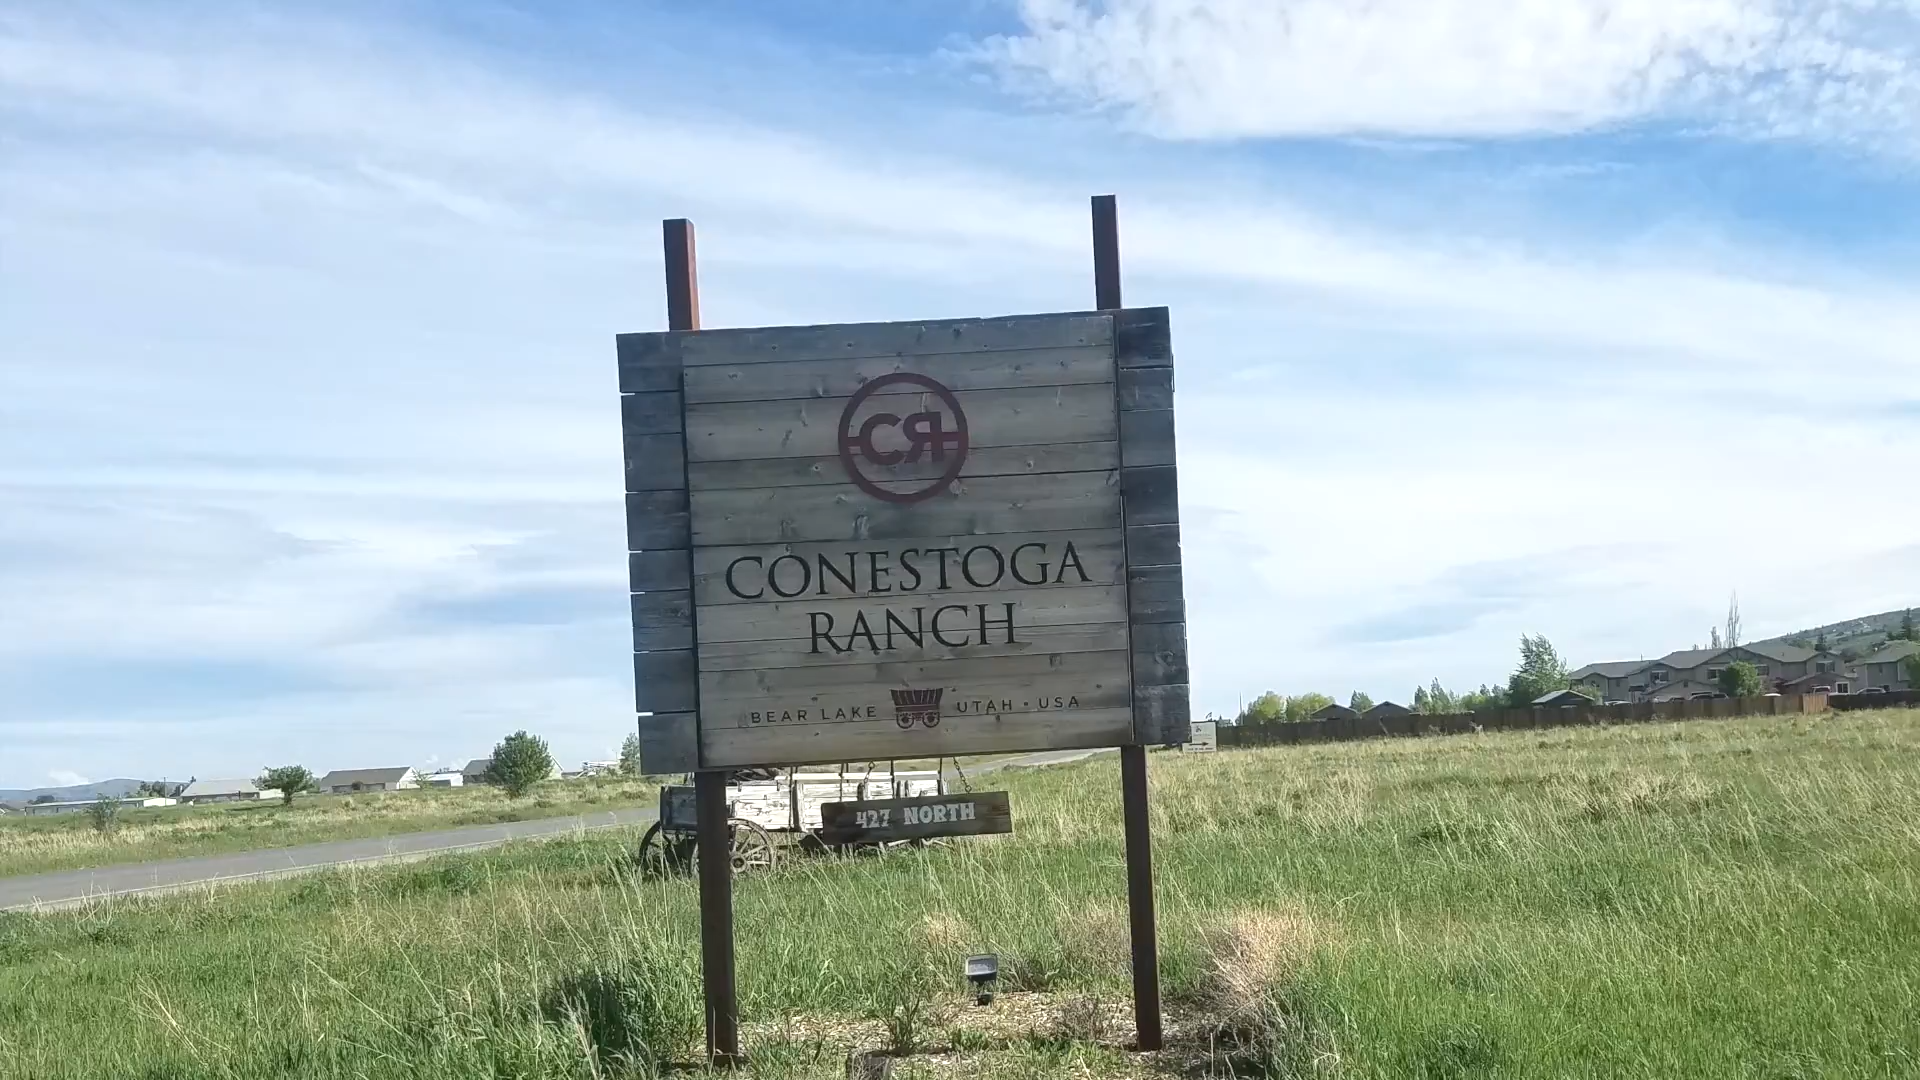 CR
CONESTOGA
RANCH
BEAR LAKE UTAH • USA
427 NORTH